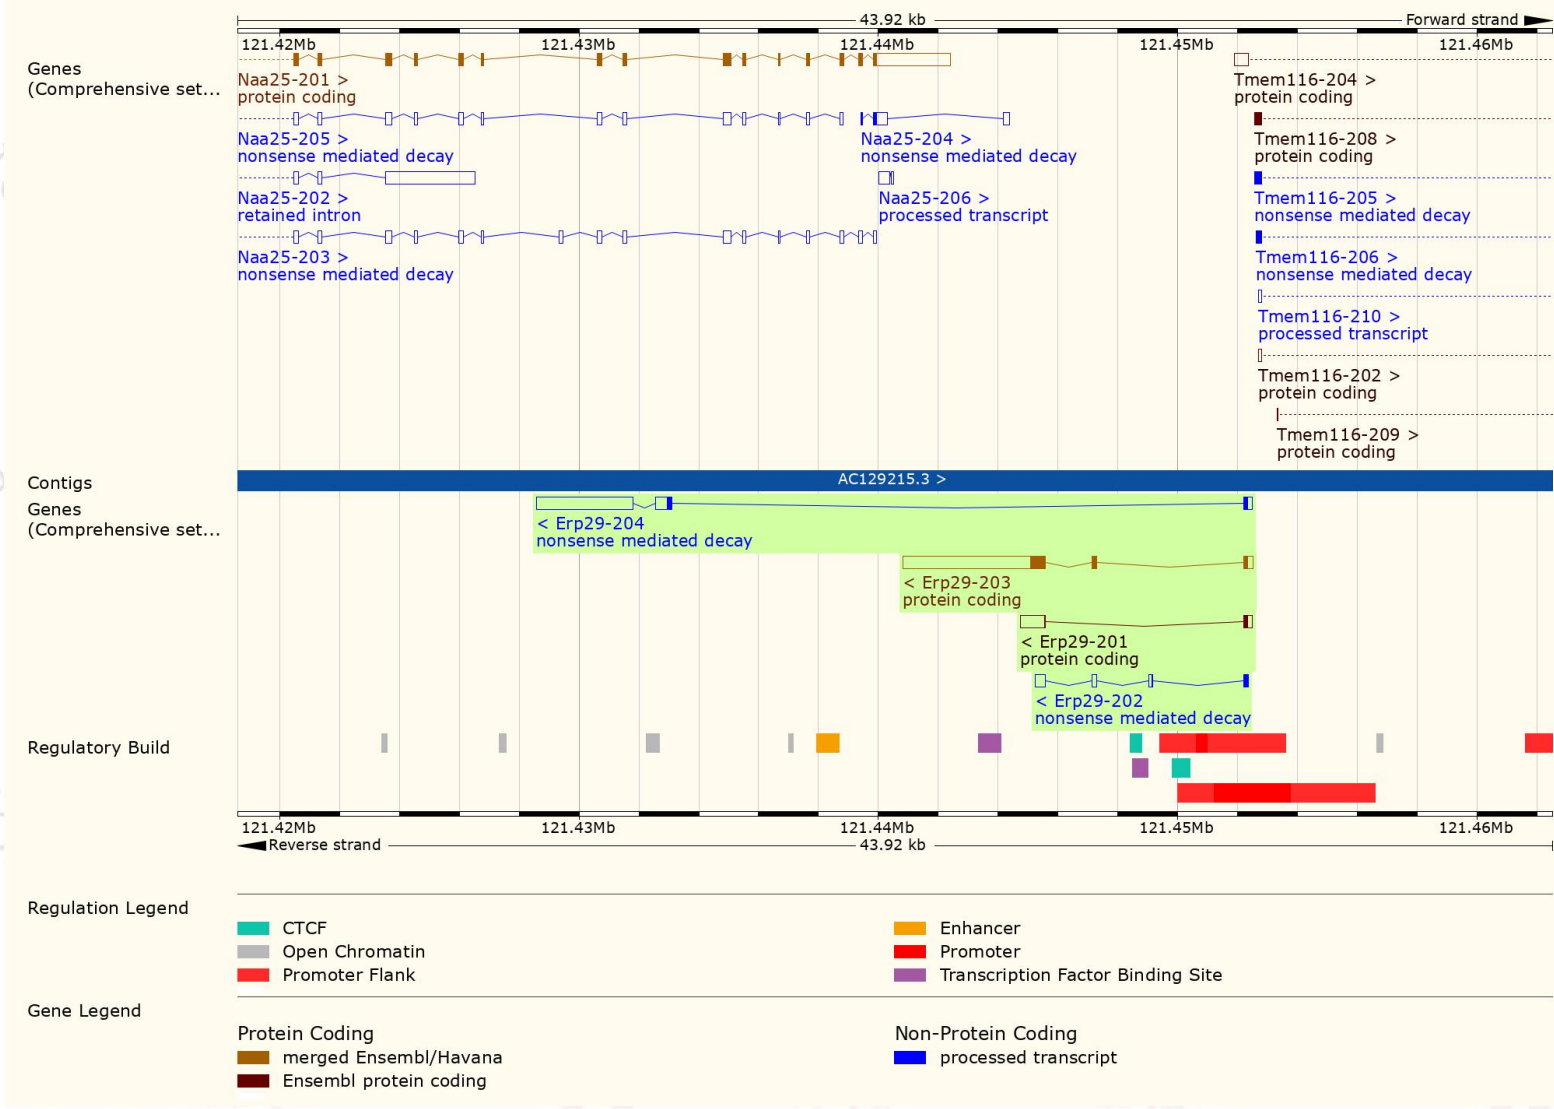 43.92 kb
Forward strand
121.42Mb 121.43Mb 121.44Mb 121.45Mb 121.46Mb
Genes
(Comprehensive set...
Naa25-201 >
protein coding
Tmem116-204 >
protein coding
Naa25-205 >
nonsense mediated decay
Naa25-204 >
nonsense mediated decay
Tmem116-208 >
protein coding
Naa25-202 >
retained intron
Naa25-206 >
processed transcript
Tmem116-205 >
nonsense mediated decay
Naa25-203 >
nonsense mediated decay
Tmem116-206 >
nonsense mediated decay
Tmem116-210 >
processed transcript
Tmem116-202 >
protein coding
Tmem116-209 >
protein coding
Contigs
AC129215.3 >
Genes
(Comprehensive set...
< Erp29-204
nonsense mediated decay
< Erp29-203
protein coding
< Erp29-201
protein coding
< Erp29-202
nonsense mediated decay
Regulatory Build
121.42Mb 121.43Mb 121.44Mb 121.45Mb 121.46Mb
Reverse strand
43.92 kb
Regulation Legend
CTCF
Open Chromatin
Promoter Flank
Enhancer
Promoter
Transcription Factor Binding Site
Gene Legend
Protein Coding
merged Ensembl/Havana
Ensembl protein coding
Non-Protein Coding
processed transcript